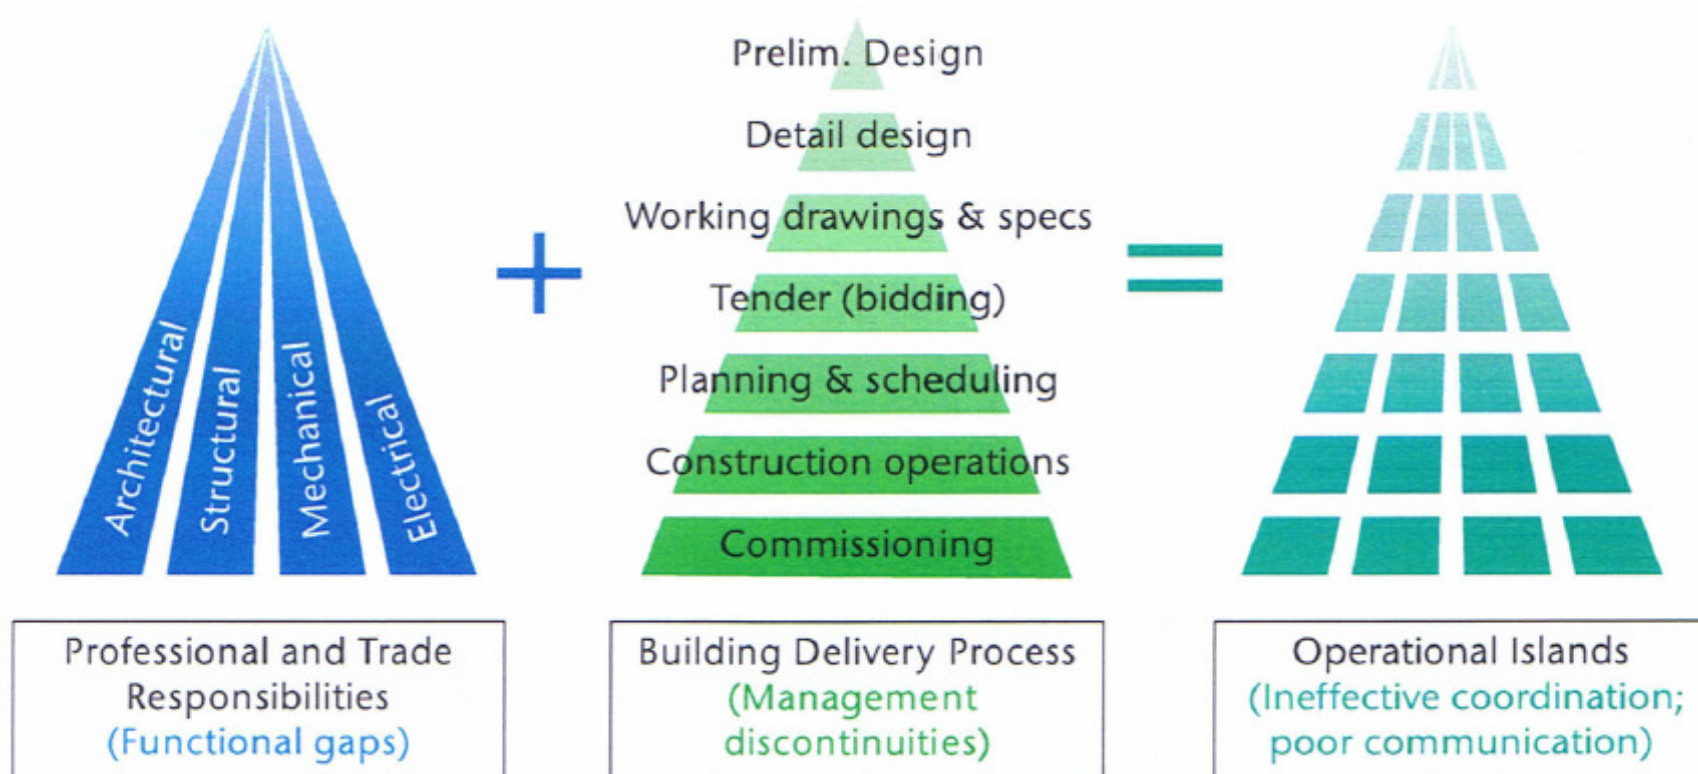 Architectural
Structural
Mechanical
Electrical
+
Prelim. Design
Detail design
Working drawings & specs
Tender (bidding)
Planning & scheduling
Construction operations
Commissioning
=
Professional and Trade
Responsibilities
(Functional gaps)
Building Delivery Process
(Management
discontinuities)
Operational Islands
(Ineffective coordination;
poor communication)